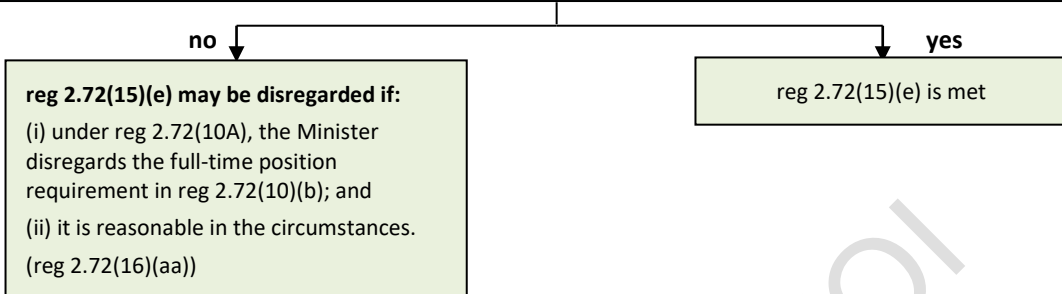 no
yes
reg 2.72(15)(e) may be disregarded if:
(i) under reg 2.72(10A), the Minister
disregards the full-time position
requirement in reg 2.72(10)(b); and
(ii) it is reasonable in the circumstances.
(reg 2.72(16)(aa))
reg 2.72(15)(e) is met